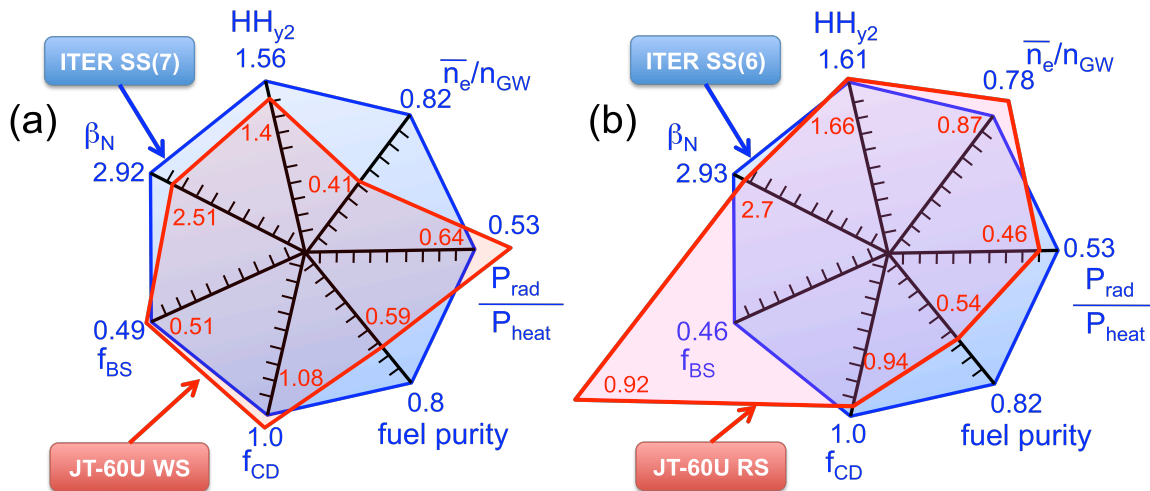 (a)
ITER SS(7)
HHy2
1.56
n̅e/nGW
0.82
βN
2.92
1.4
0.41
2.51
0.53
0.64
Prad
Pheat
0.49
fBS
0.51
0.59
1.08
0.8
fuel purity
1.0
fCD
JT-60U WS
(b)
ITER SS(6)
HHy2
1.61
n̅e/nGW
0.78
βN
2.93
1.66
0.87
2.7
0.46
0.53
Prad
Pheat
0.46
fBS
0.54
0.92
0.94
0.82
fuel purity
1.0
fCD
JT-60U RS